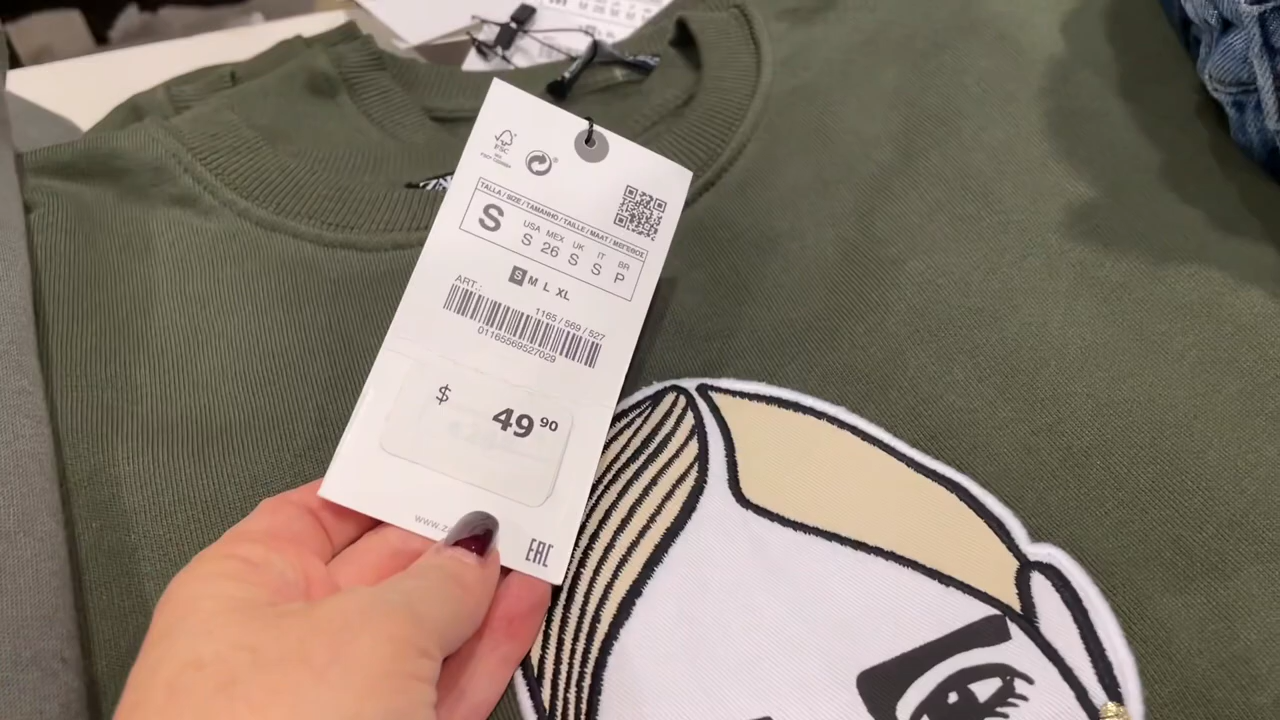 FSC
®
TALLA / SIZE / TAMANHO / TAILLE / MAAT / ΜΕΓΕΘΟΣ
S
USA MEX UK IT BR
S 26 S S P
S M L XL
ART.:
1165 / 569 / 527
01165569527029
$ 49 90
www.z
EAC